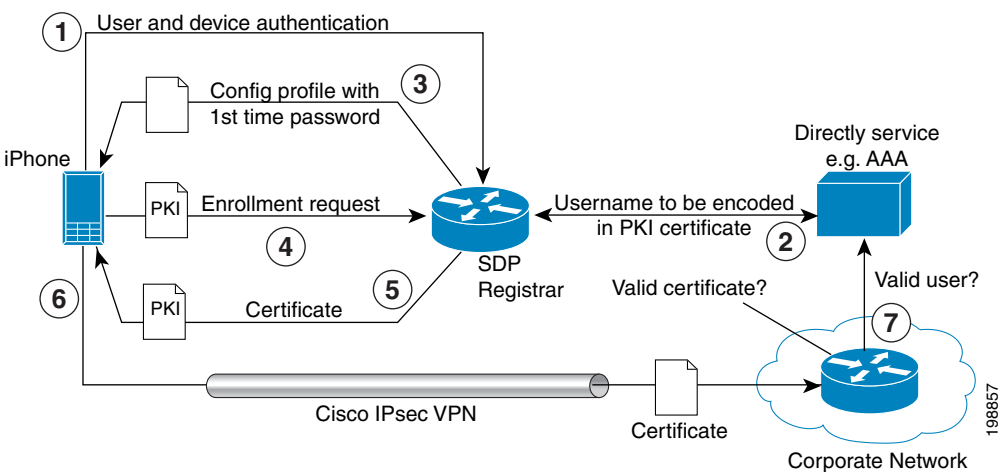 1
User and device authentication
Config profile with
1st time password
3
iPhone
Directly service
e.g. AAA
PKI
Enrollment request
4
Username to be encoded
in PKI certificate
2
SDP
Registrar
5
PKI
Certificate
6
Valid certificate?
Valid user?
7
Cisco IPsec VPN
Certificate
Corporate Network
198857